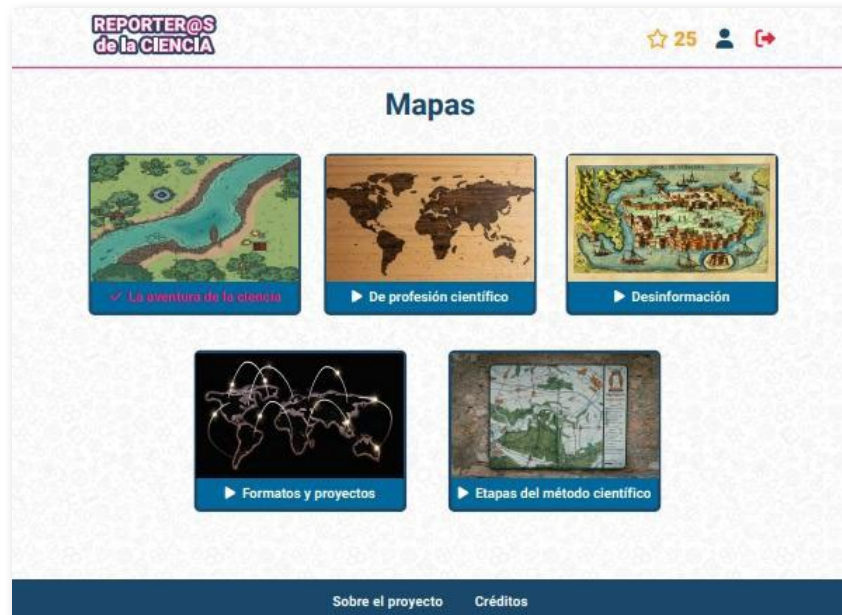 REPORTER@S
de la CIENCIA
25
Mapas
La aventura de la ciencia
De profesión científico
Desinformación
Formatos y proyectos
Etapas del método científico
Sobre el proyecto Créditos